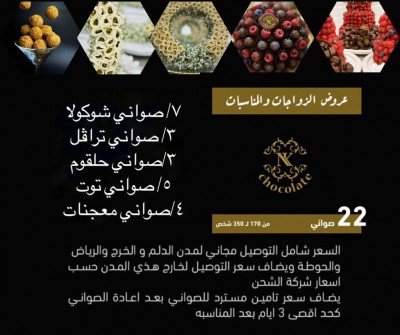 عروض الزواجات والمناسبات
٧/صواني شوكولا
٣/صواني ترافل
٣/صواني حلقوم
٥/صواني توت
٤/صواني معجنات
NK
chocolate
22 صواني من 170 لـ 350 شخص
السعر شامل التوصيل مجاني لمدن الدلم و الخرج والرياض
والحوطة ويضاف سعر التوصيل لخارج هذي المدن حسب
اسعار شركة الشحن
يضاف سعر تامين مسترد للصواني بعد اعادة الصواني
كحد اقصى 3 ايام بعد المناسبه